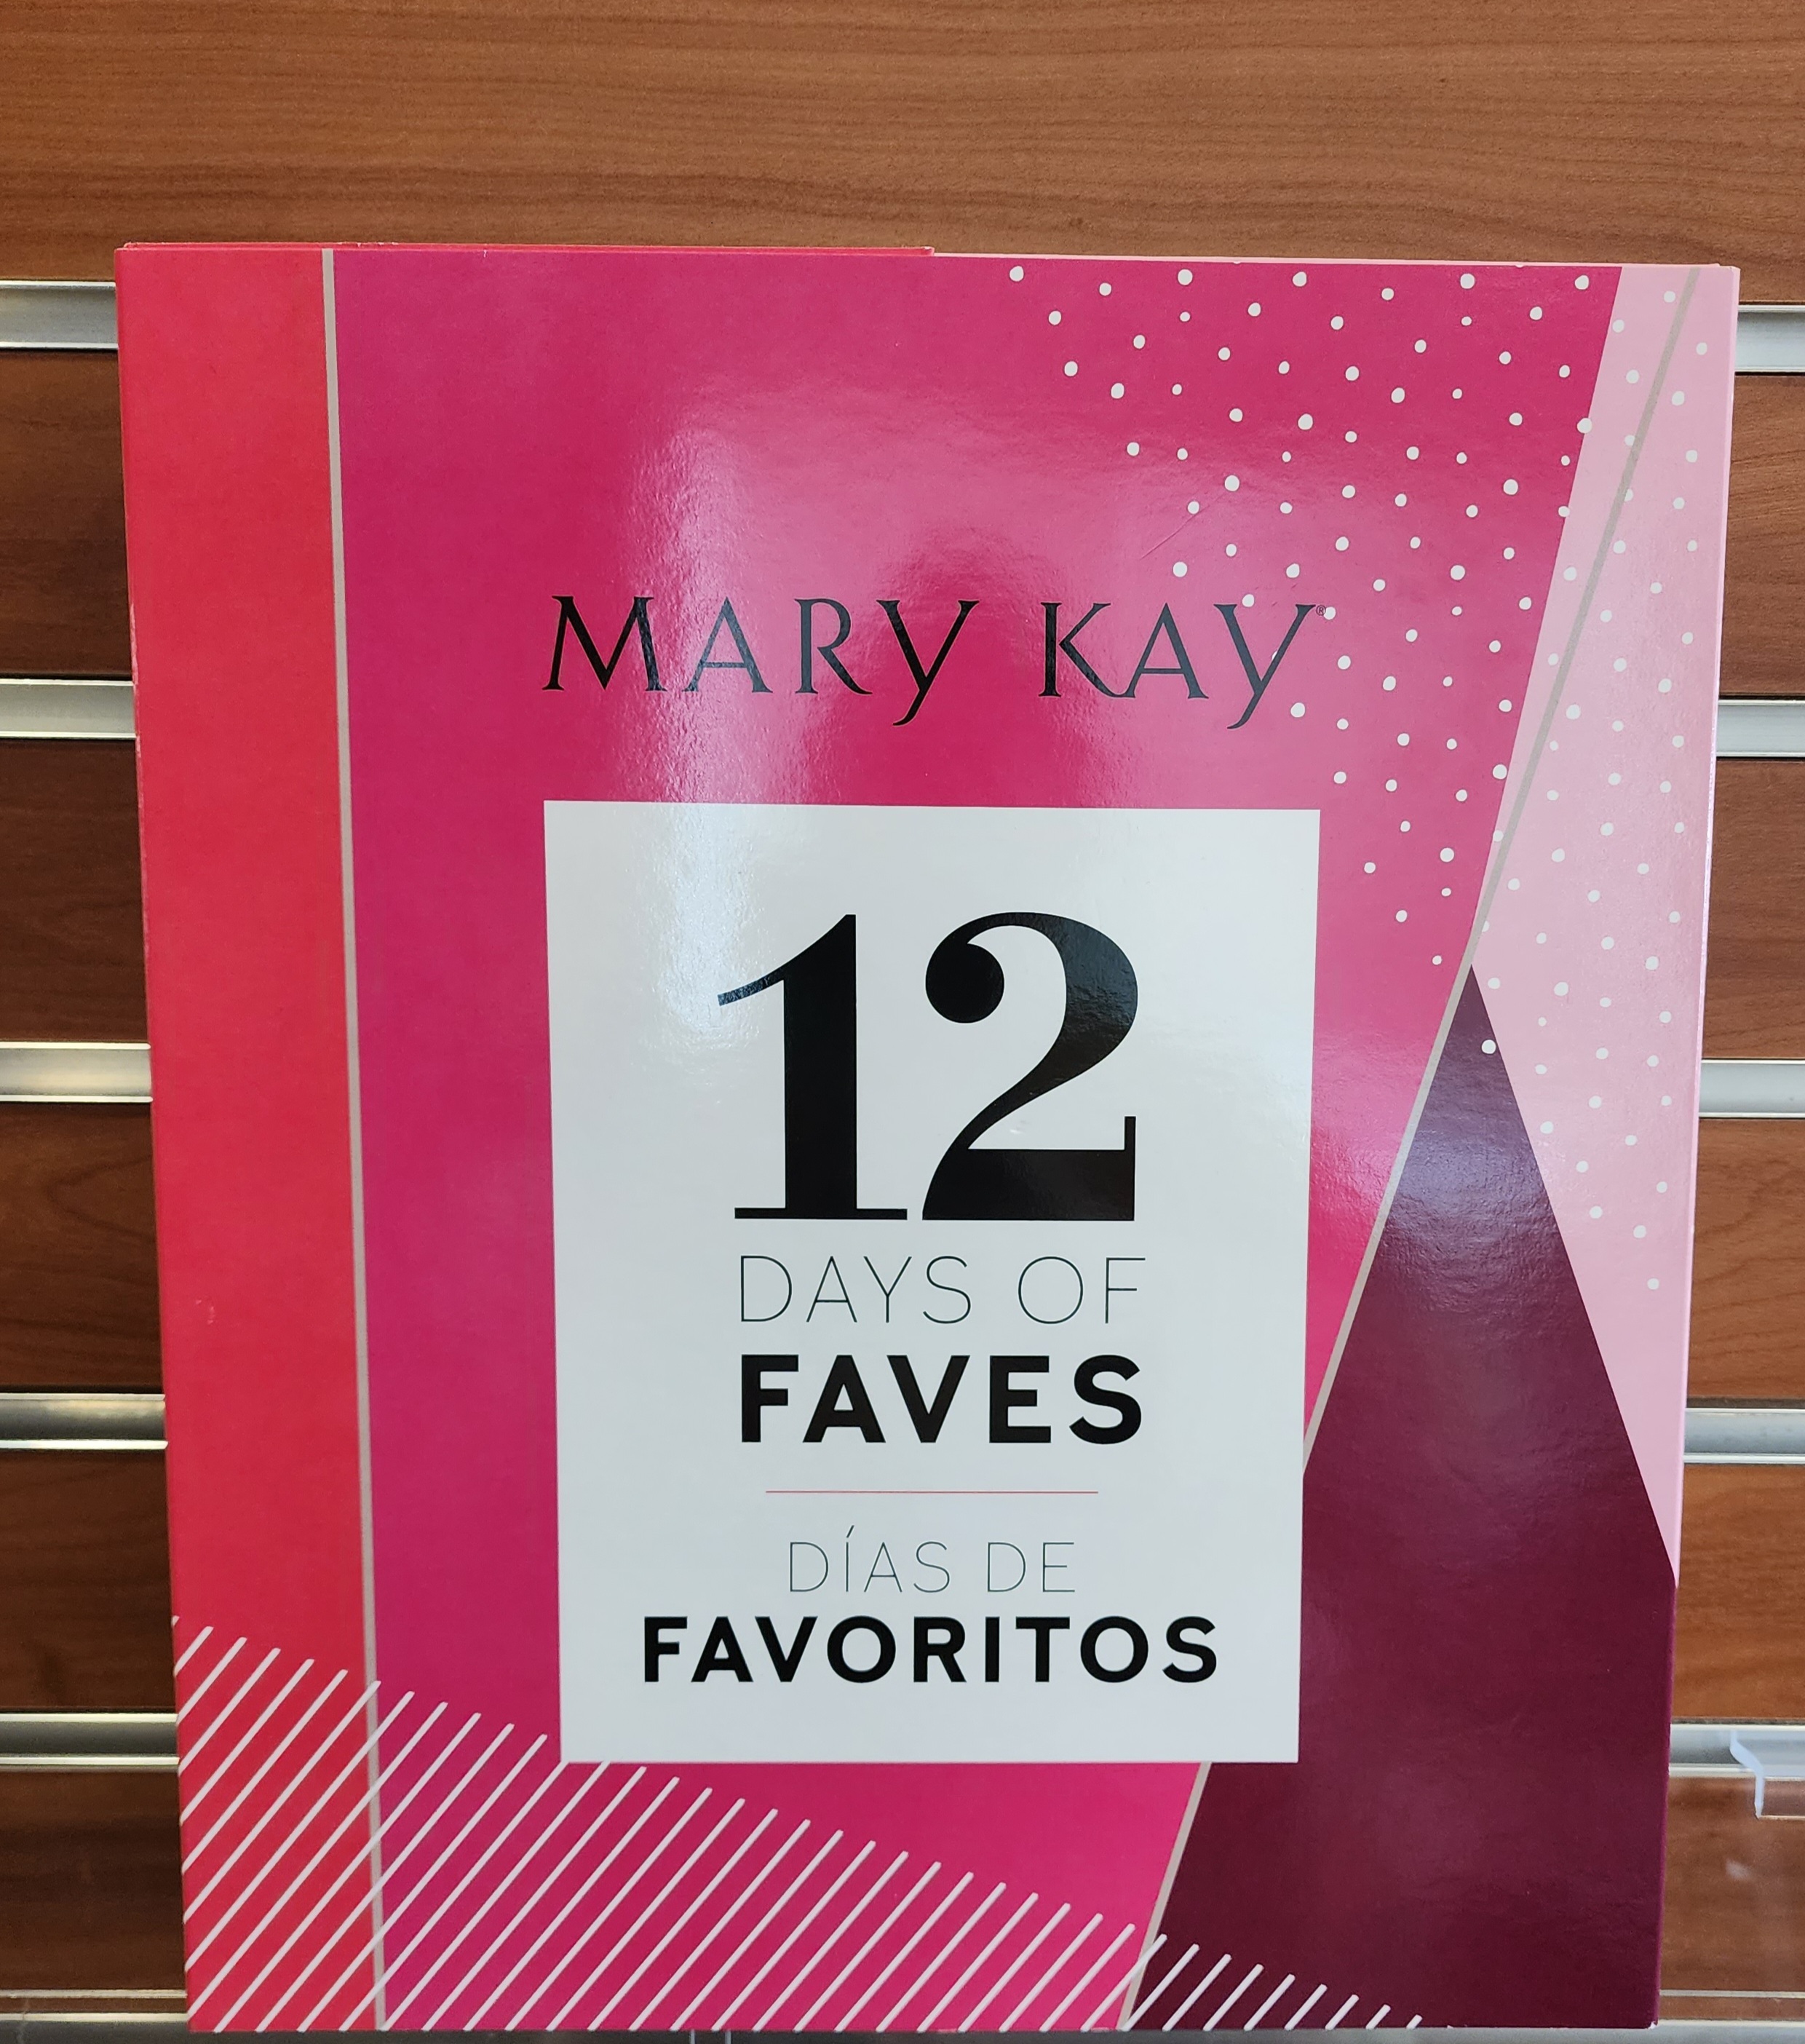 MARY KAY®
12
DAYS OF
FAVES
DÍAS DE
FAVORITOS